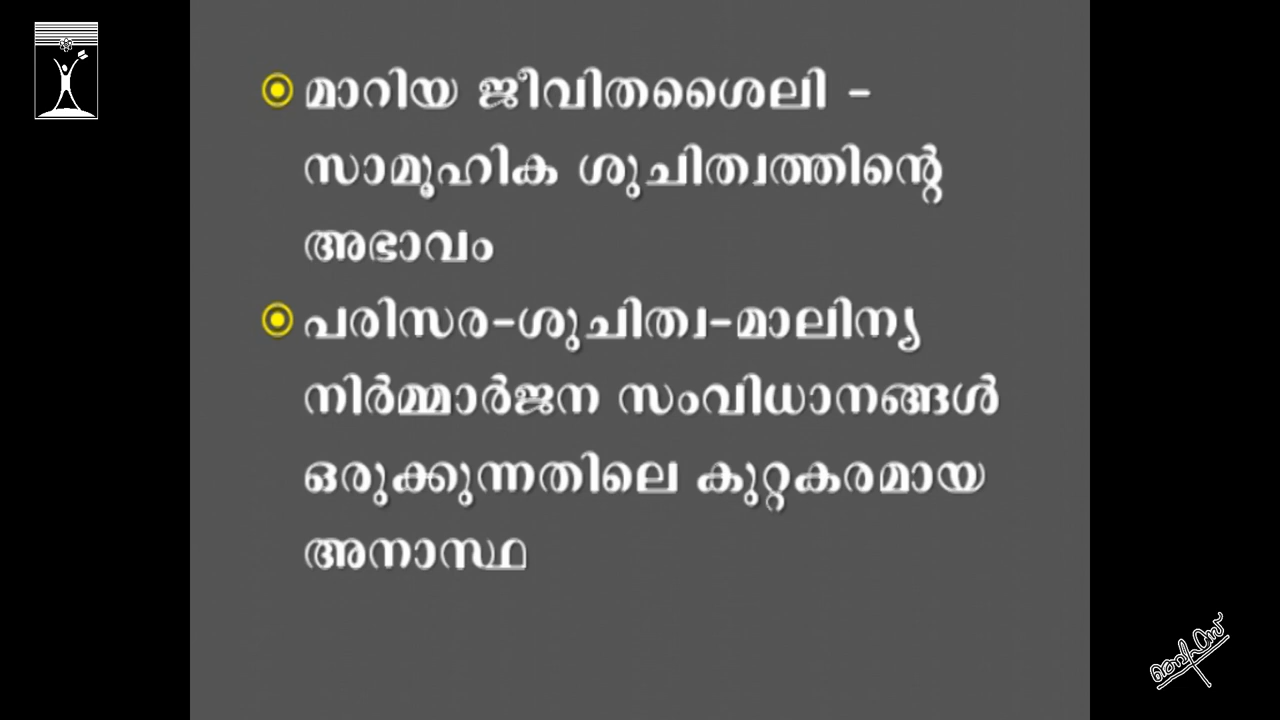 മാറിയ ജീവിതശൈലി -
സാമൂഹിക ശുചിത്വത്തിന്റെ
അഭാവം
പരിസര-ശുചിത്വ-മാലിന്യ
നിർമ്മാർജന സംവിധാനങ്ങൾ
ഒരുക്കുന്നതിലെ കുറ്റകരമായ
അനാസ്ഥ